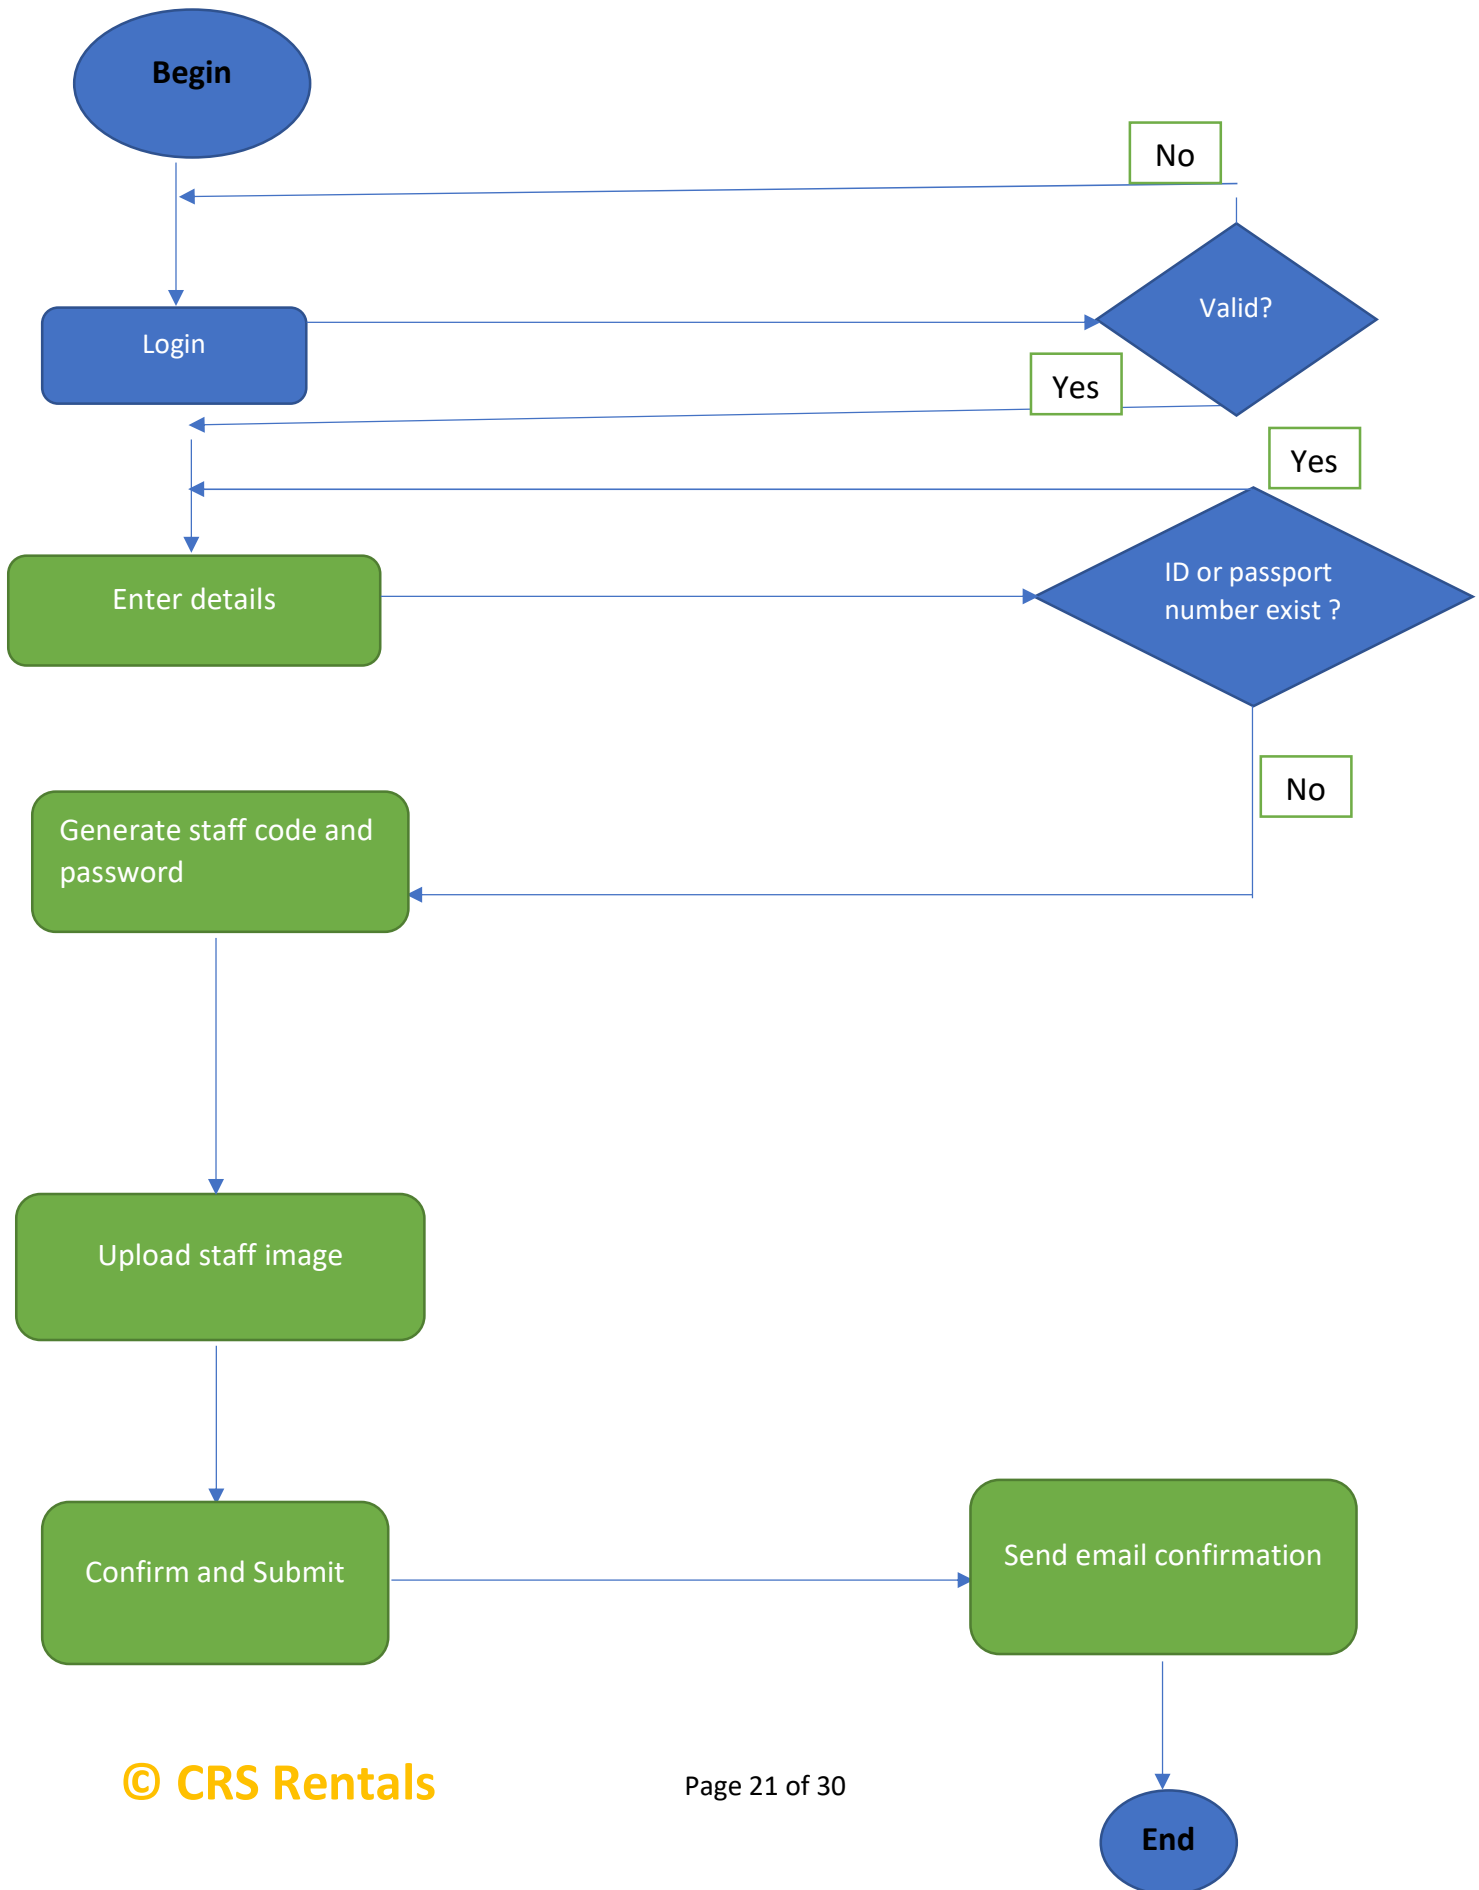 Begin
No
Valid?
Login
Yes
Yes
ID or passport
number exist ?
Enter details
No
Generate staff code and
password
Upload staff image
Confirm and Submit
Send email confirmation
© CRS Rentals
Page 21 of 30
End